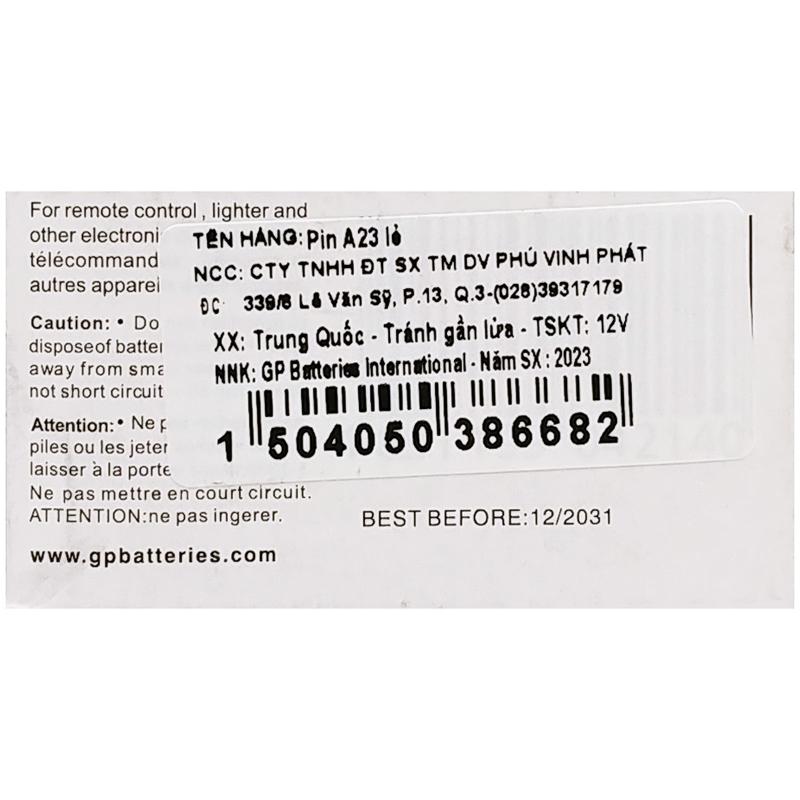 For remote control , lighter and
other electroni
télécommand
autres apparei
TÊN HÀNG: Pin A23 lẻ
NCC: CTY TNHH ĐT SX TM DV PHÚ VINH PHÁT
ĐC: 339/6 Lê Văn Sỹ, P.13, Q.3-(028)39317179
XX: Trung Quốc - Tránh gần lửa - TSKT: 12V
NNK: GP Batteries International - Năm SX : 2023
1 504050 386682
Caution: • Do
disposeof batter
away from sma
not short circuit
Attention: • Ne p
piles ou les jeter
laisser à la porte
Ne pas mettre en court circuit.
ATTENTION:ne pas ingerer.
BEST BEFORE:12/2031
www.gpbatteries.com